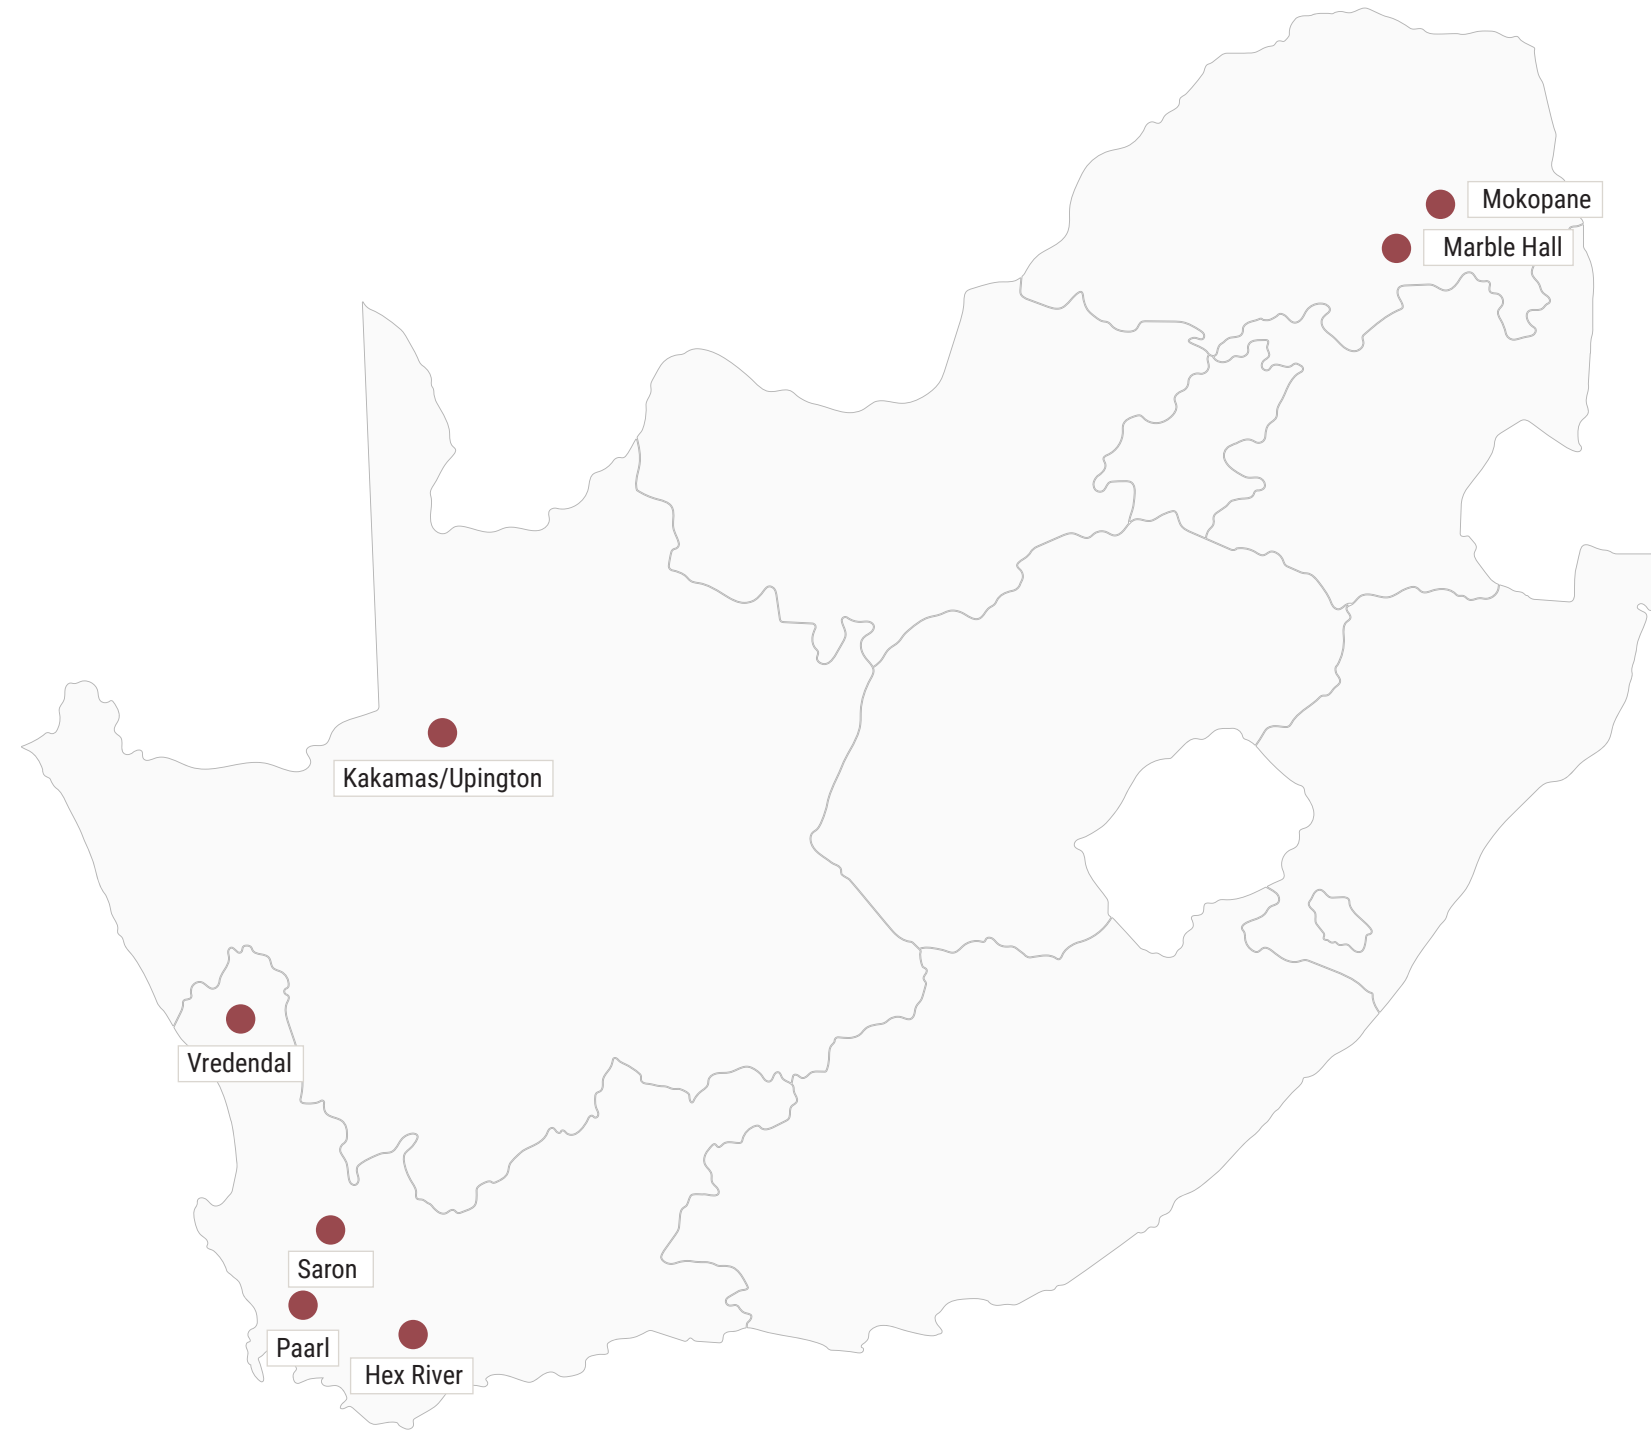 Mokopane
Marble Hall
Kakamas/Upington
Vredendal
Saron
Paarl
Hex River